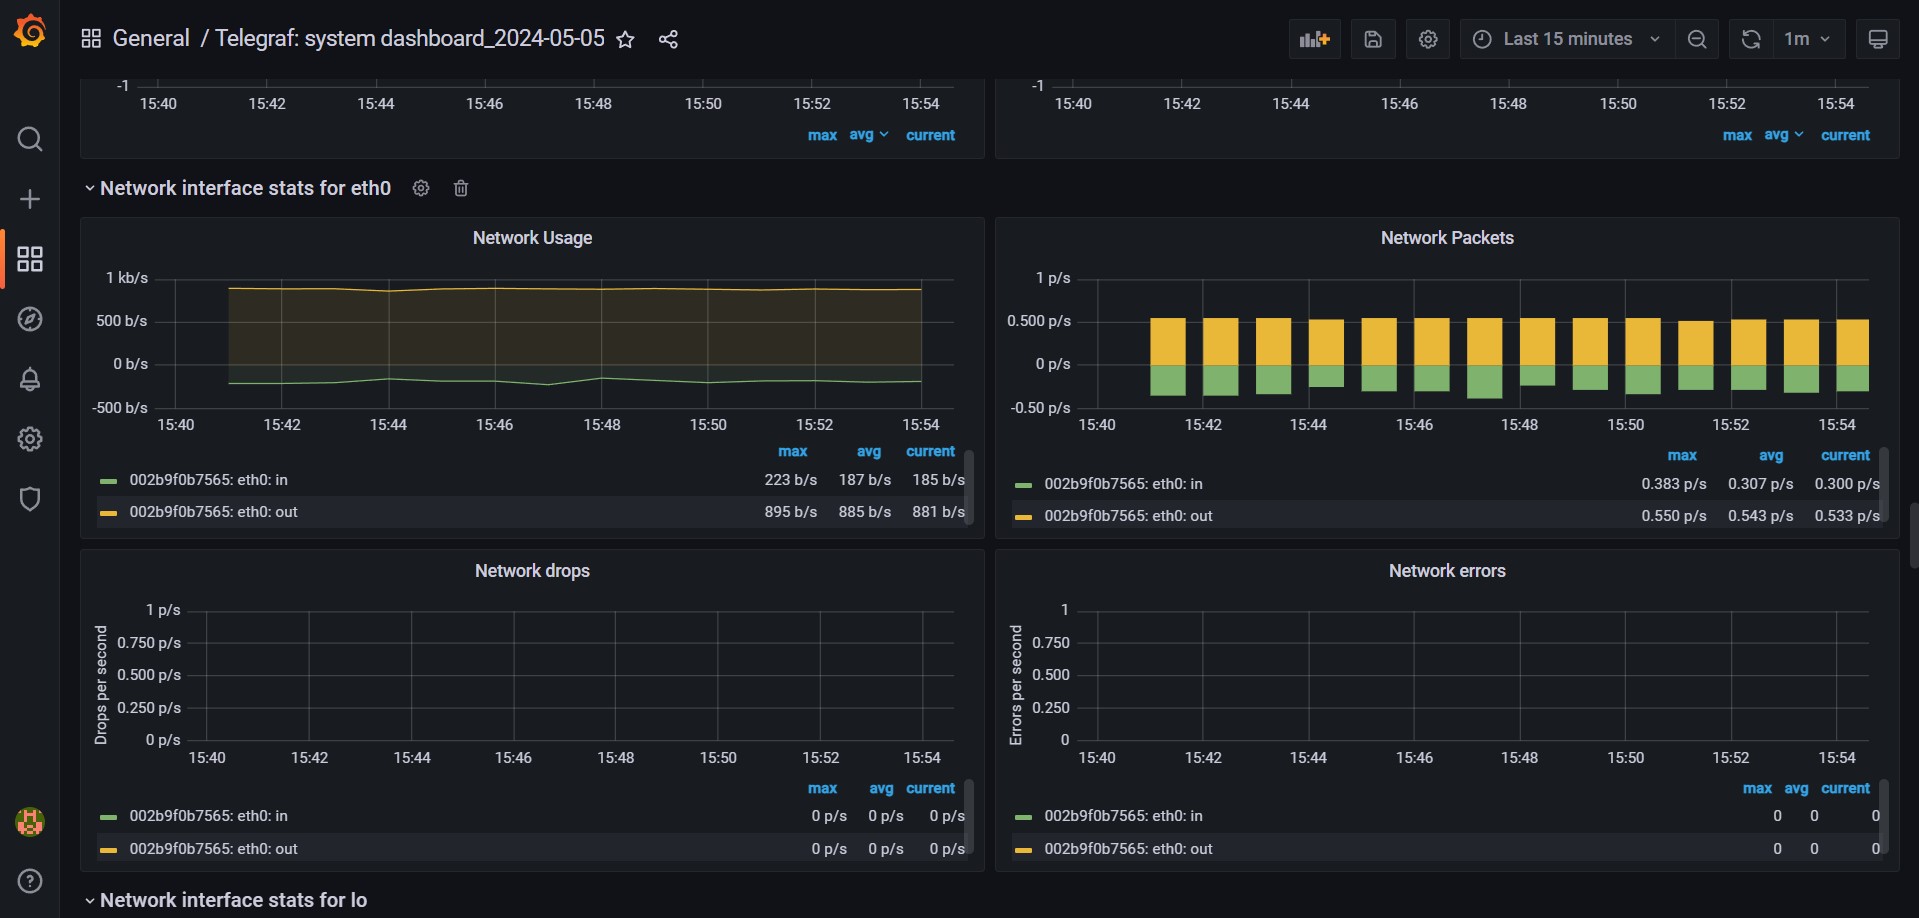 General / Telegraf: system dashboard_2024-05-05
Last 15 minutes
1m
-1
15:40 15:42 15:44 15:46 15:48 15:50 15:52 15:54
max avg current
-1
15:40 15:42 15:44 15:46 15:48 15:50 15:52 15:54
max avg current
Network interface stats for eth0
Network Usage
1 kb/s
500 b/s
0 b/s
-500 b/s
15:40 15:42 15:44 15:46 15:48 15:50 15:52 15:54
max avg current
002b9f0b7565: eth0: in 223 b/s 187 b/s 185 b/s
002b9f0b7565: eth0: out 895 b/s 885 b/s 881 b/s
Network Packets
1 p/s
0.500 p/s
0 p/s
-0.50 p/s
15:40 15:42 15:44 15:46 15:48 15:50 15:52 15:54
max avg current
002b9f0b7565: eth0: in 0.383 p/s 0.307 p/s 0.300 p/s
002b9f0b7565: eth0: out 0.550 p/s 0.543 p/s 0.533 p/s
Network drops
Drops per second
1 p/s
0.750 p/s
0.500 p/s
0.250 p/s
0 p/s
15:40 15:42 15:44 15:46 15:48 15:50 15:52 15:54
max avg current
002b9f0b7565: eth0: in 0 p/s 0 p/s 0 p/s
002b9f0b7565: eth0: out 0 p/s 0 p/s 0 p/s
Network errors
Errors per second
1
0.750
0.500
0.250
0
15:40 15:42 15:44 15:46 15:48 15:50 15:52 15:54
max avg current
002b9f0b7565: eth0: in 0 0 0
002b9f0b7565: eth0: out 0 0 0
Network interface stats for lo